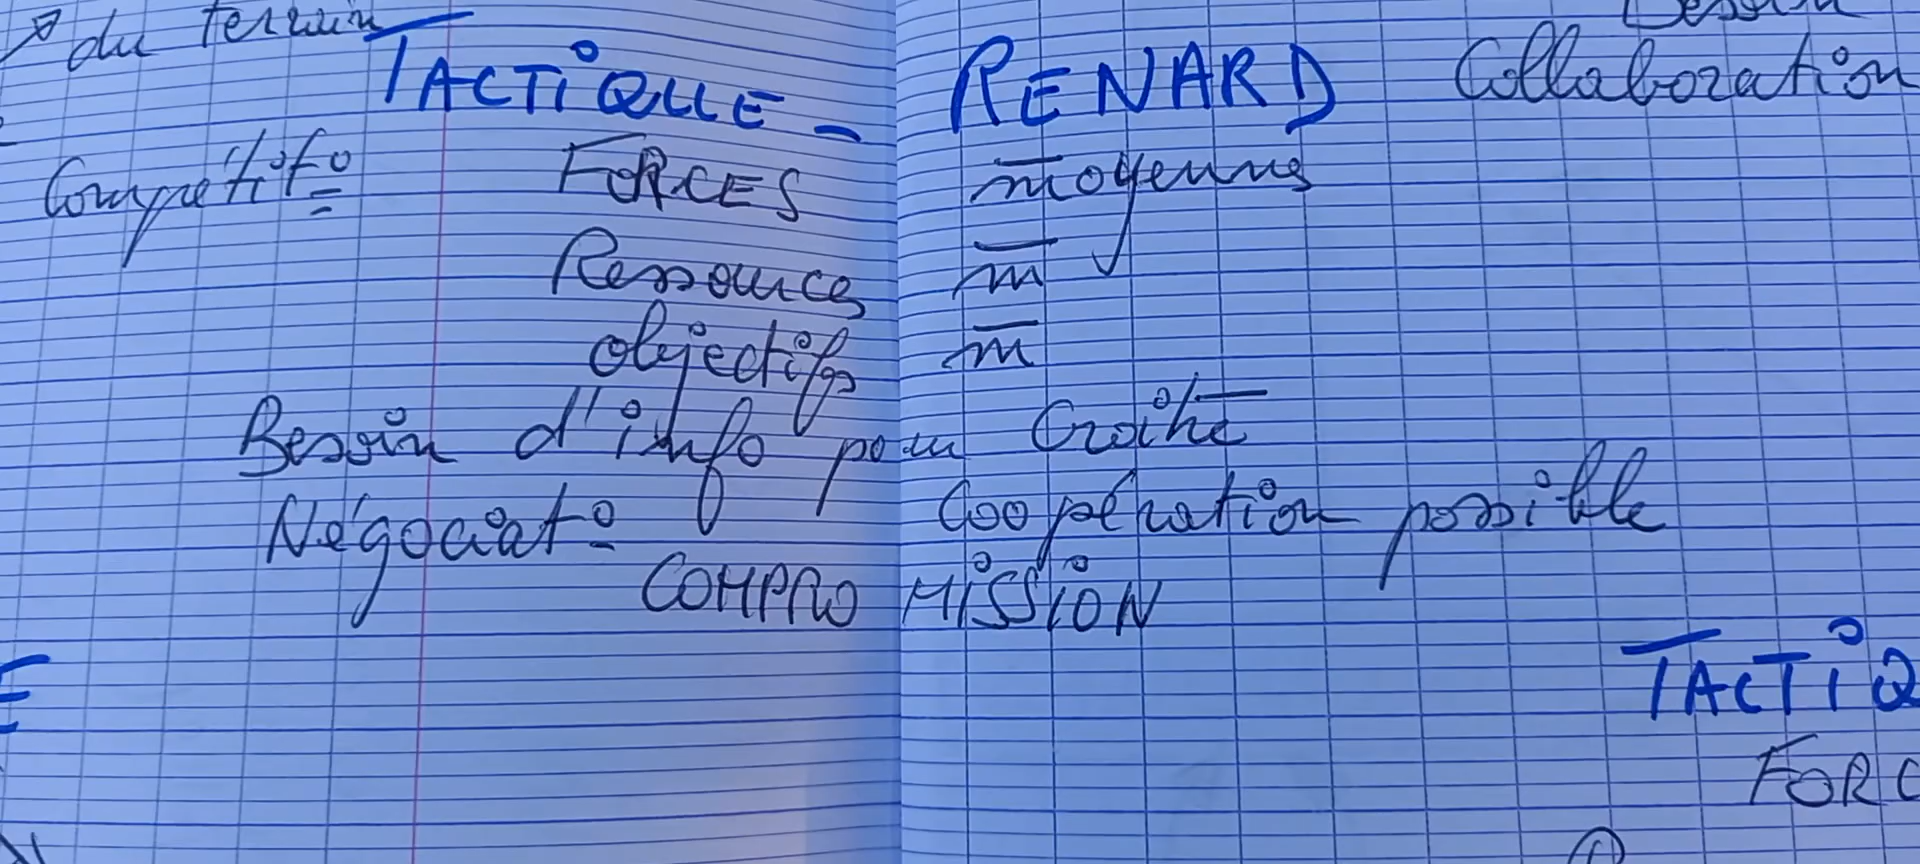 du terrain
Collaboration
TACTiQUE - RENARD
Compétit° FORCES moyennes
Ressources m
objectifs m
Besoin d'info pour Croître
Négociat° Coopération possible
COMPROMiSSiON
TACTiQ
FORC